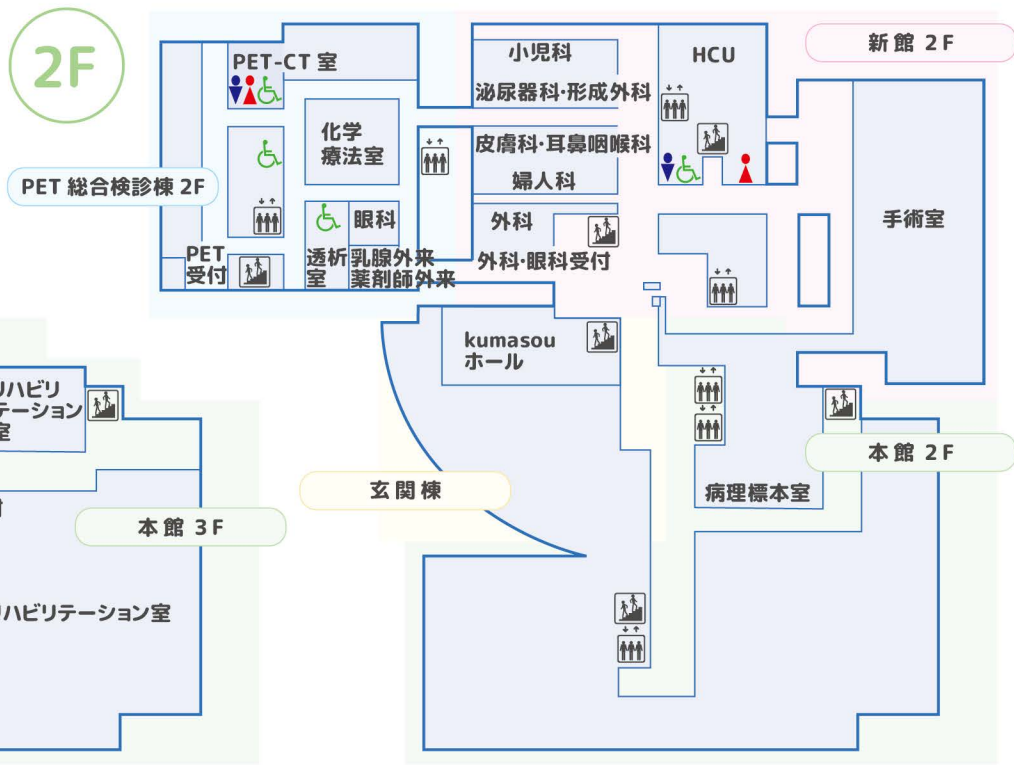 2F
新館 2F
小児科
HCU
PET-CT 室
泌尿器科・形成外科
化学
療法室
皮膚科・耳鼻咽喉科
婦人科
PET 総合検診棟 2F
外科
眼科
手術室
PET
受付
透析
室
乳腺外来
薬剤師外来
外科・眼科受付
kumasou
ホール
ハビリ
テーション
室
本館 2F
玄関棟
病理標本室
本館 3F
ハビリテーション室